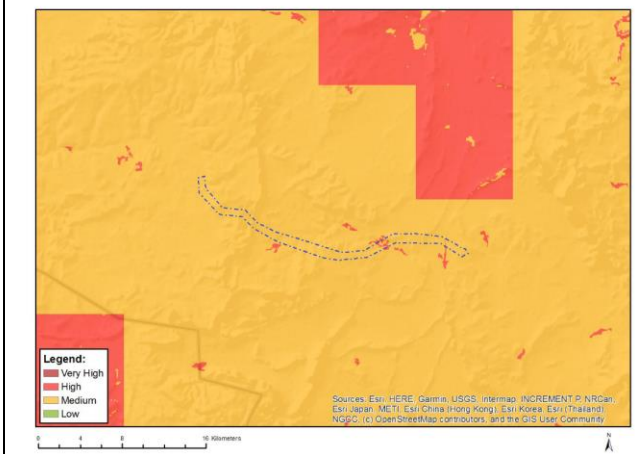 Legend:
Very High
High
Medium
Low
Sources: Esri, HERE, Garmin, USGS, Intermap, INCREMENT P, NRCan,
Esri Japan, METI, Esri China (Hong Kong), Esri Korea, Esri (Thailand),
NGCC, (c) OpenStreetMap contributors, and the GIS User Community
0 4 8 16 Kilometers
N